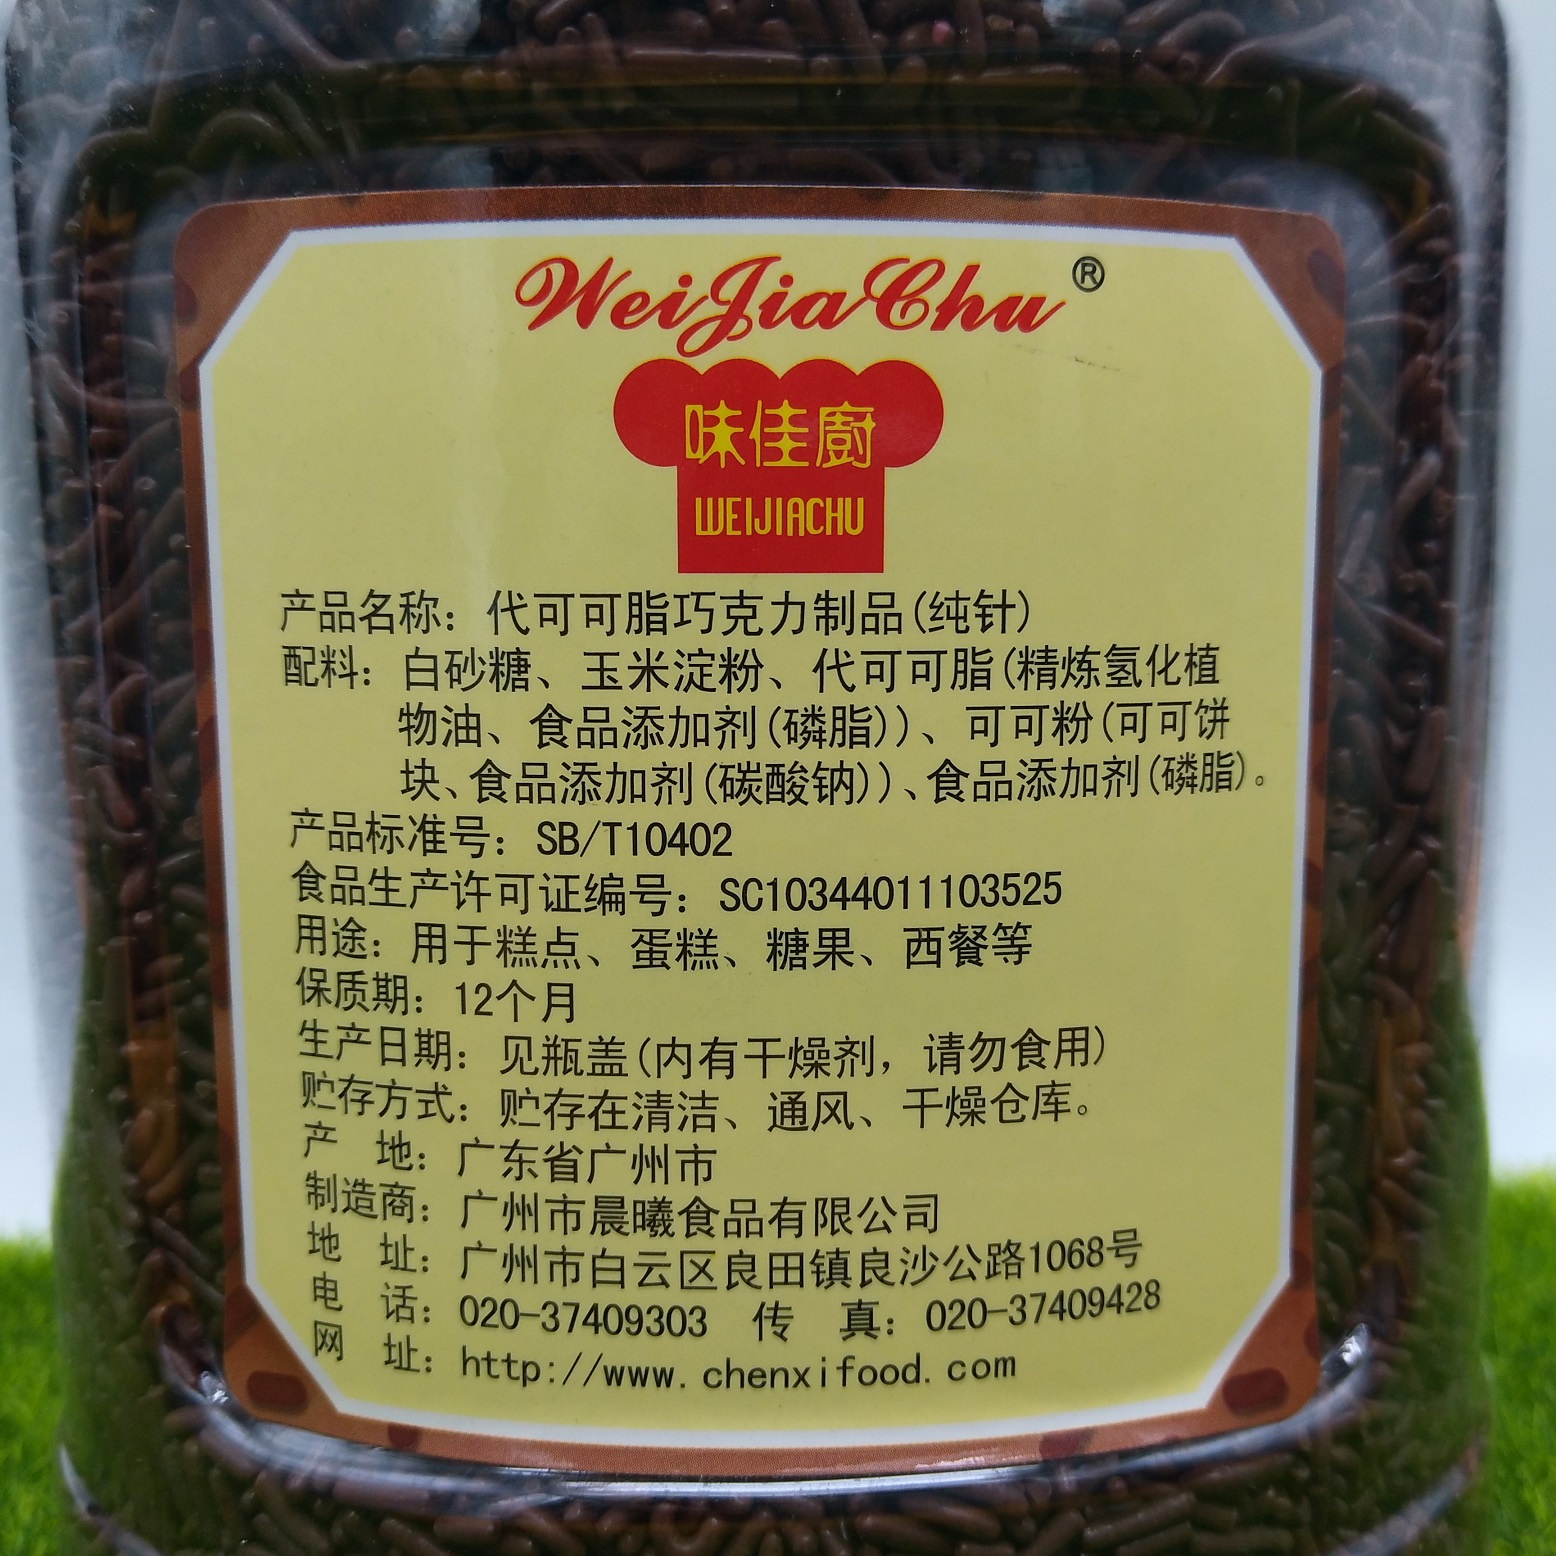 WeiJiaChu®
味佳廚
WEIJIACHU
产品名称：代可可脂巧克力制品(纯针)
配料：白砂糖、玉米淀粉、代可可脂(精炼氢化植
物油、食品添加剂(磷脂))、可可粉(可可饼
块、食品添加剂(碳酸钠))、食品添加剂(磷脂)。
产品标准号：SB/T10402
食品生产许可证编号：SC10344011103525
用途：用于糕点、蛋糕、糖果、西餐等
保质期：12个月
生产日期：见瓶盖(内有干燥剂，请勿食用)
贮存方式：贮存在清洁、通风、干燥仓库。
产　地：广东省广州市
制造商：广州市晨曦食品有限公司
地　址：广州市白云区良田镇良沙公路1068号
电　话：020-37409303　传　真：020-37409428
网　址：http://www.chenxifood.com